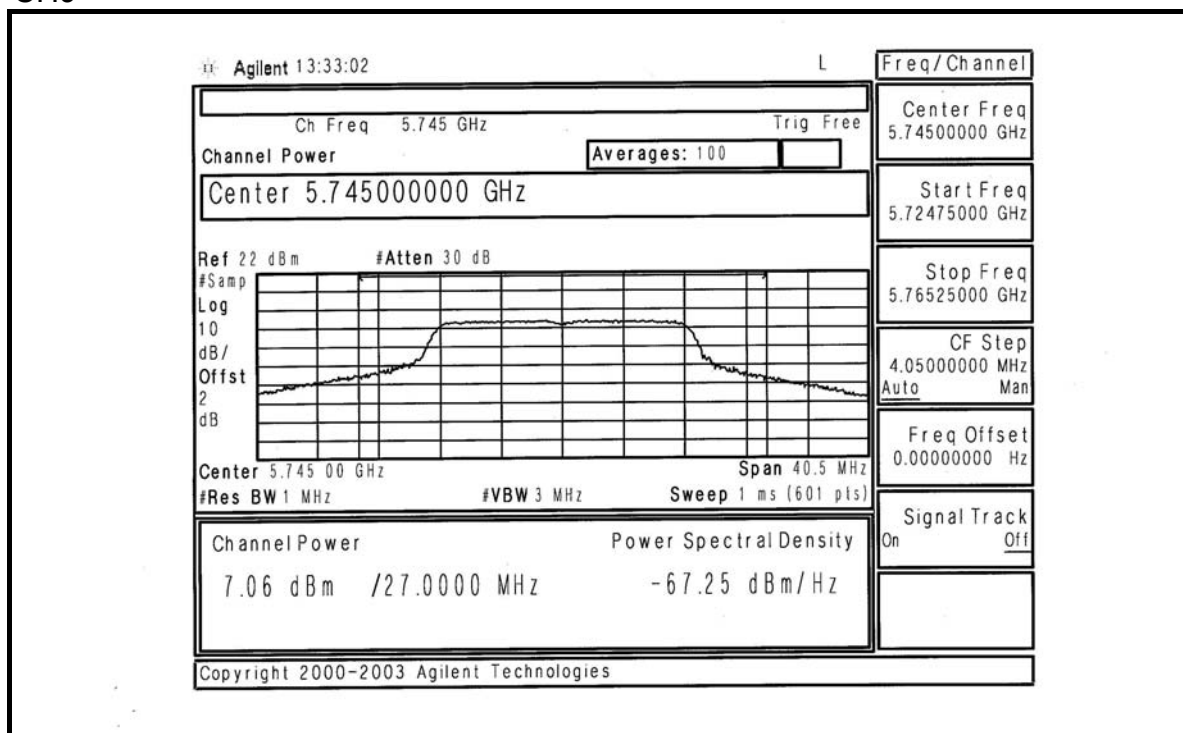 Agilent 13:33:02 L
Freq/Channel
Ch Freq 5.745 GHz Trig Free
Channel Power Averages: 100
Center 5.745000000 GHz
Ref 22 dBm #Atten 30 dB
#Samp
Log
10
dB/
Offst
2
dB
Center 5.745 00 GHz Span 40.5 MHz
#Res BW 1 MHz #VBW 3 MHz Sweep 1 ms (601 pts)
Channel Power Power Spectral Density
7.06 dBm /27.0000 MHz -67.25 dBm/Hz
Copyright 2000-2003 Agilent Technologies
Center Freq
5.74500000 GHz
Start Freq
5.72475000 GHz
Stop Freq
5.76525000 GHz
CF Step
4.05000000 MHz
Auto Man
Freq Offset
0.00000000 Hz
Signal Track
On Off